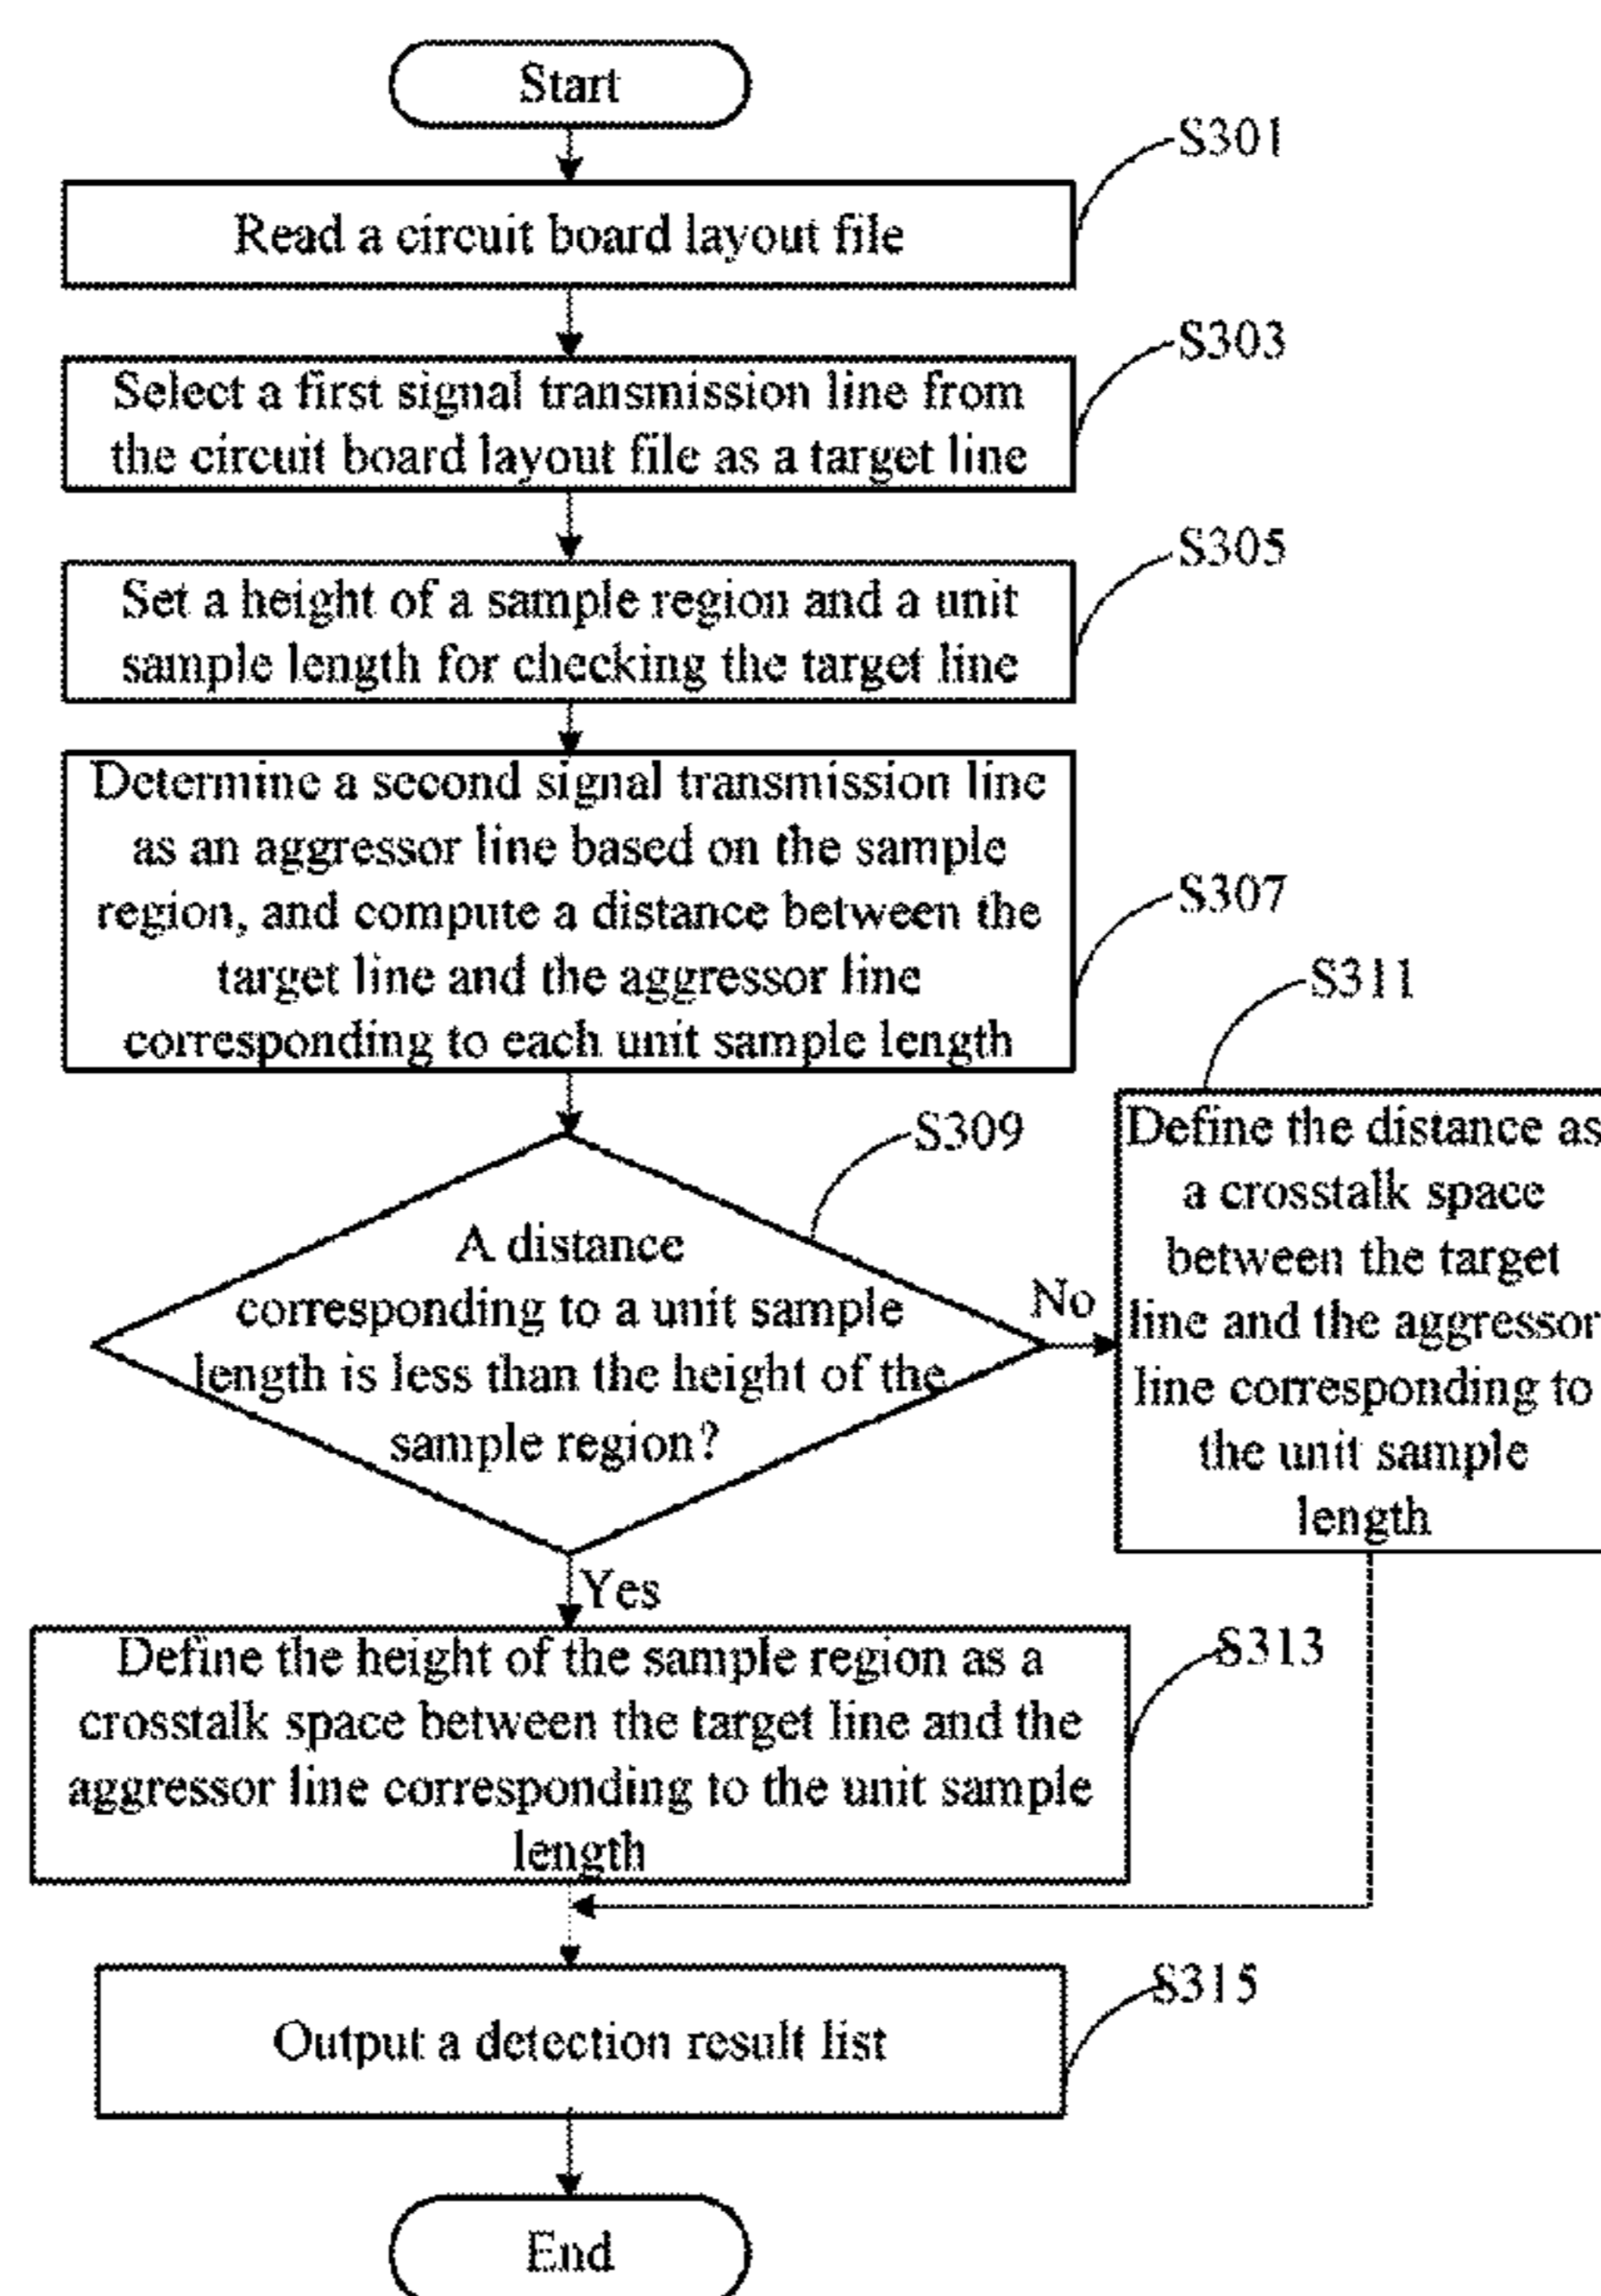 Start
S301
Read a circuit board layout file
S303
Select a first signal transmission line from
the circuit board layout file as a target line
S305
Set a height of a sample region and a unit
sample length for checking the target line
Determine a second signal transmission line
as an aggressor line based on the sample
region, and compute a distance between the
target line and the aggressor line
corresponding to each unit sample length
S307
S309
A distance
corresponding to a unit sample
length is less than the height of the
sample region?
No
S311
Define the distance as
a crosstalk space
between the target
line and the aggressor
line corresponding to
the unit sample
length
Yes
S313
Define the height of the sample region as a
crosstalk space between the target line and the
aggressor line corresponding to the unit sample
length
S315
Output a detection result list
End